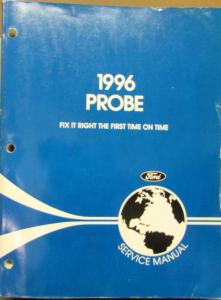 1996
PROBE
FIX IT RIGHT THE FIRST TIME ON TIME
Ford
SERVICE MANUAL